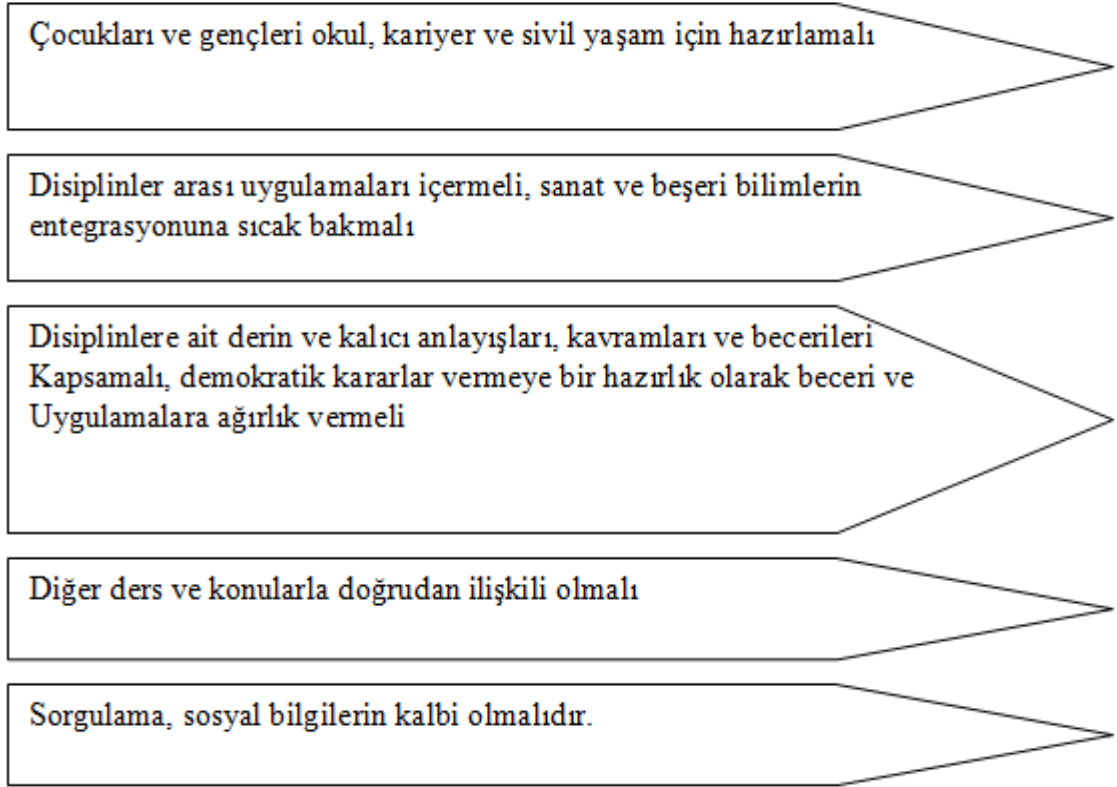 Çocukları ve gençleri okul, kariyer ve sivil yaşam için hazırlamalı
Disiplinler arası uygulamaları içermeli, sanat ve beşeri bilimlerin
entegrasyonuna sıcak bakmalı
Disiplinlere ait derin ve kalıcı anlayışları, kavramları ve becerileri
Kapsamalı, demokratik kararlar vermeye bir hazırlık olarak beceri ve
Uygulamalara ağırlık vermeli
Diğer ders ve konularla doğrudan ilişkili olmalı
Sorgulama, sosyal bilgilerin kalbi olmalıdır.